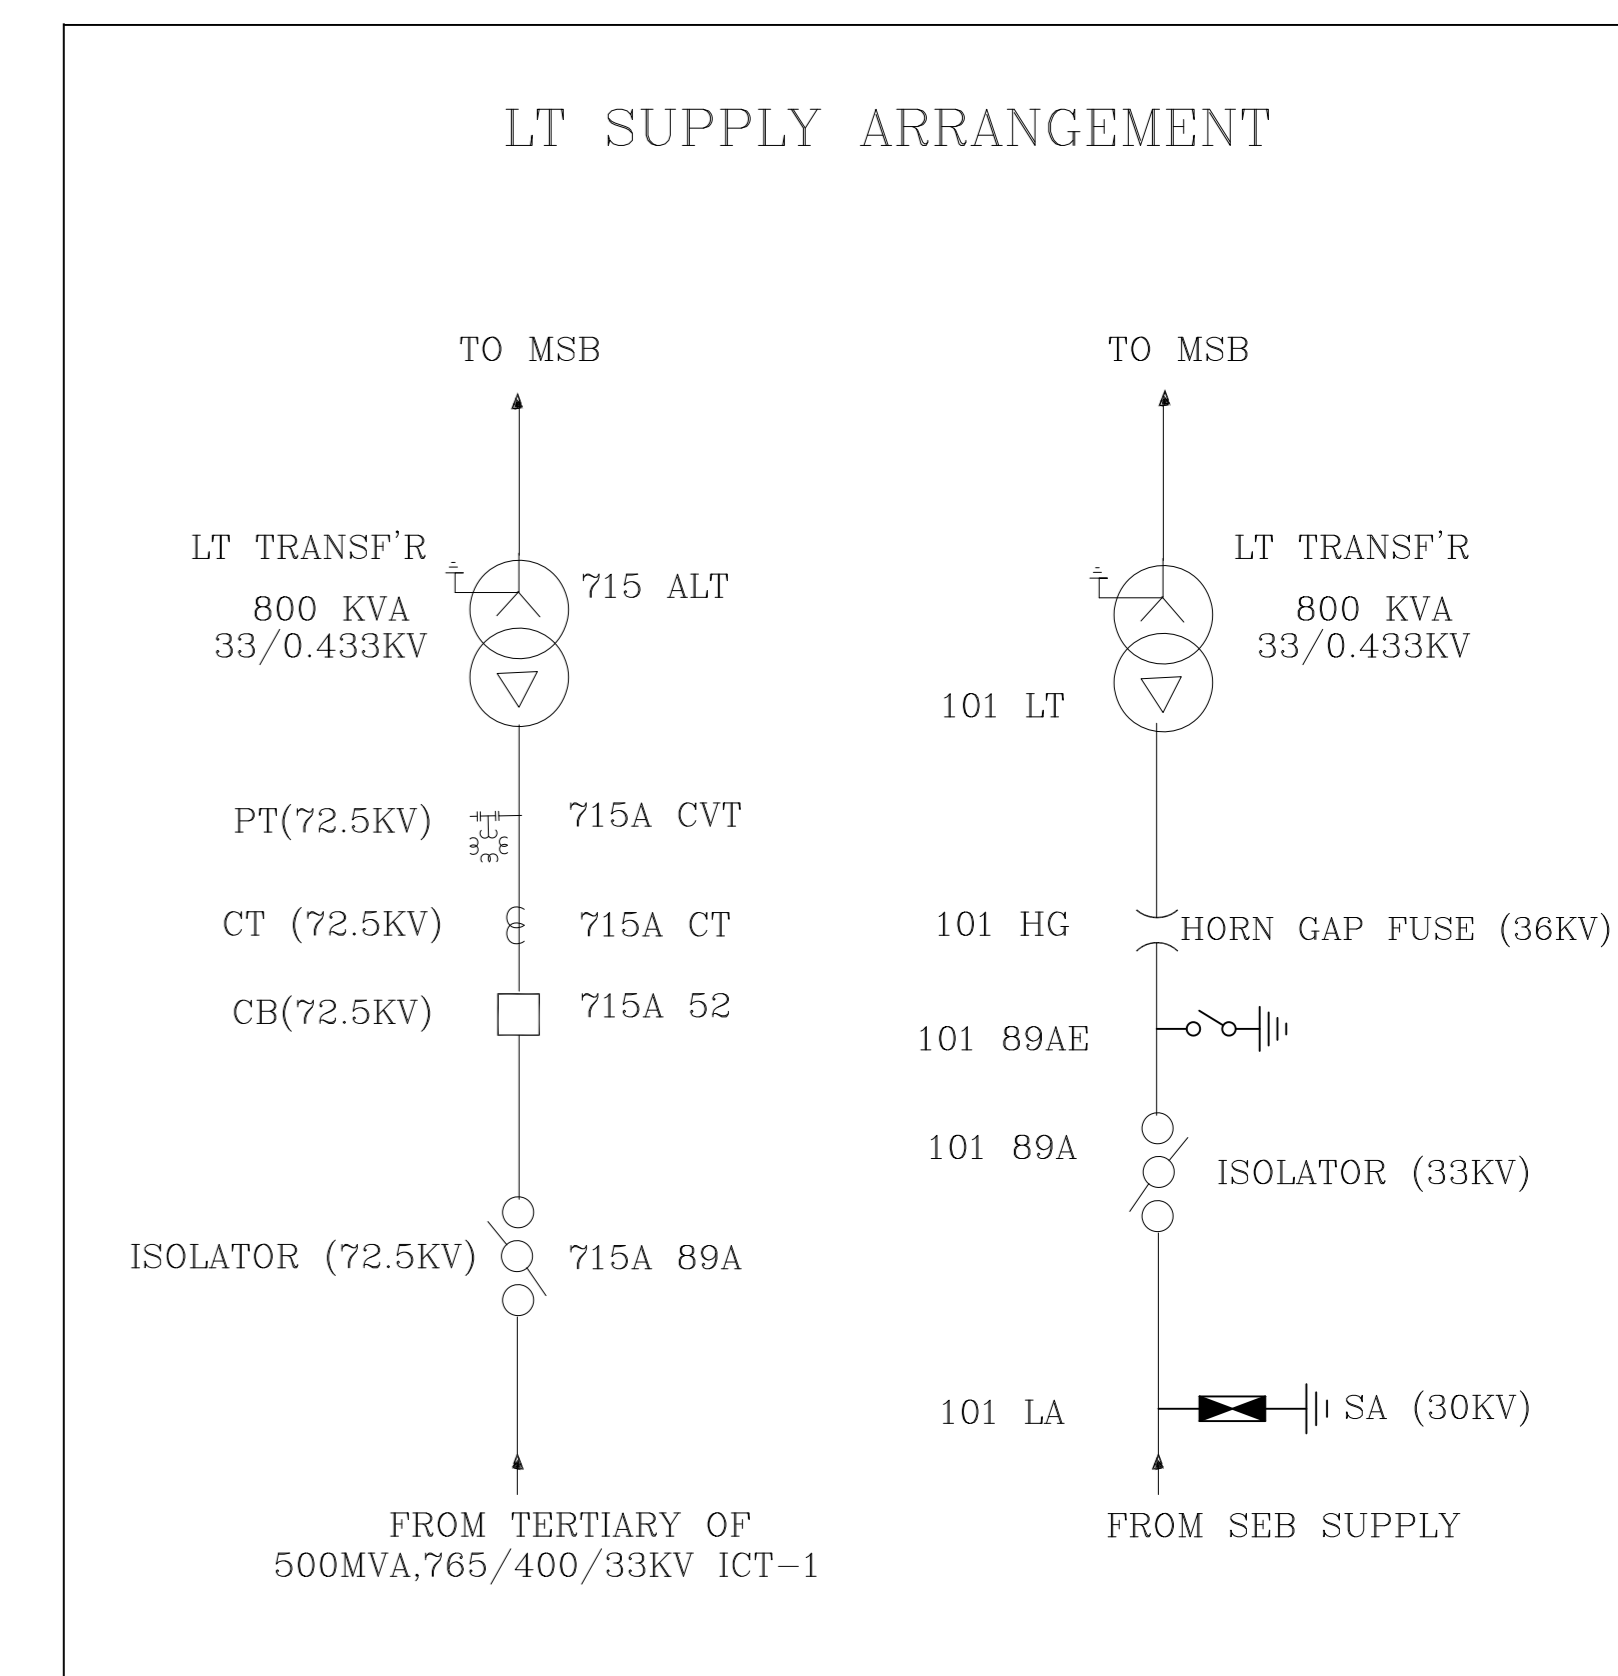 LT SUPPLY ARRANGEMENT
TO MSB
LT TRANSF'R
800 KVA
33/0.433KV
715 ALT
PT(72.5KV)
715A CVT
CT (72.5KV)
715A CT
CB(72.5KV)
715A 52
ISOLATOR (72.5KV)
715A 89A
FROM TERTIARY OF
500MVA,765/400/33KV ICT-1
TO MSB
LT TRANSF'R
800 KVA
33/0.433KV
101 LT
101 HG
HORN GAP FUSE (36KV)
101 89AE
101 89A
ISOLATOR (33KV)
101 LA
SA (30KV)
FROM SEB SUPPLY